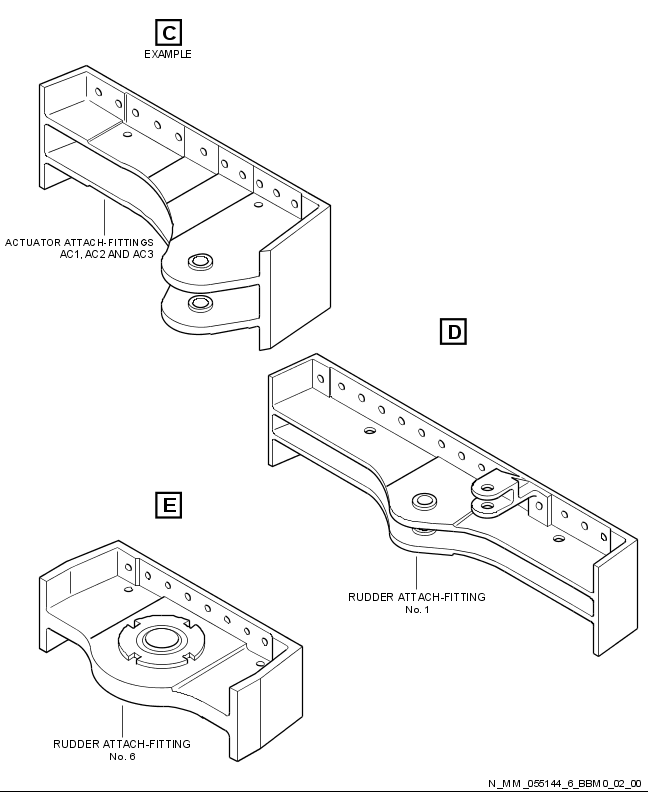 C
EXAMPLE
ACTUATOR ATTACH-FITTINGS
AC1, AC2 AND AC3
D
RUDDER ATTACH-FITTING
No. 1
E
RUDDER ATTACH-FITTING
No. 6
N_MM_055144_6_BBM0_02_00